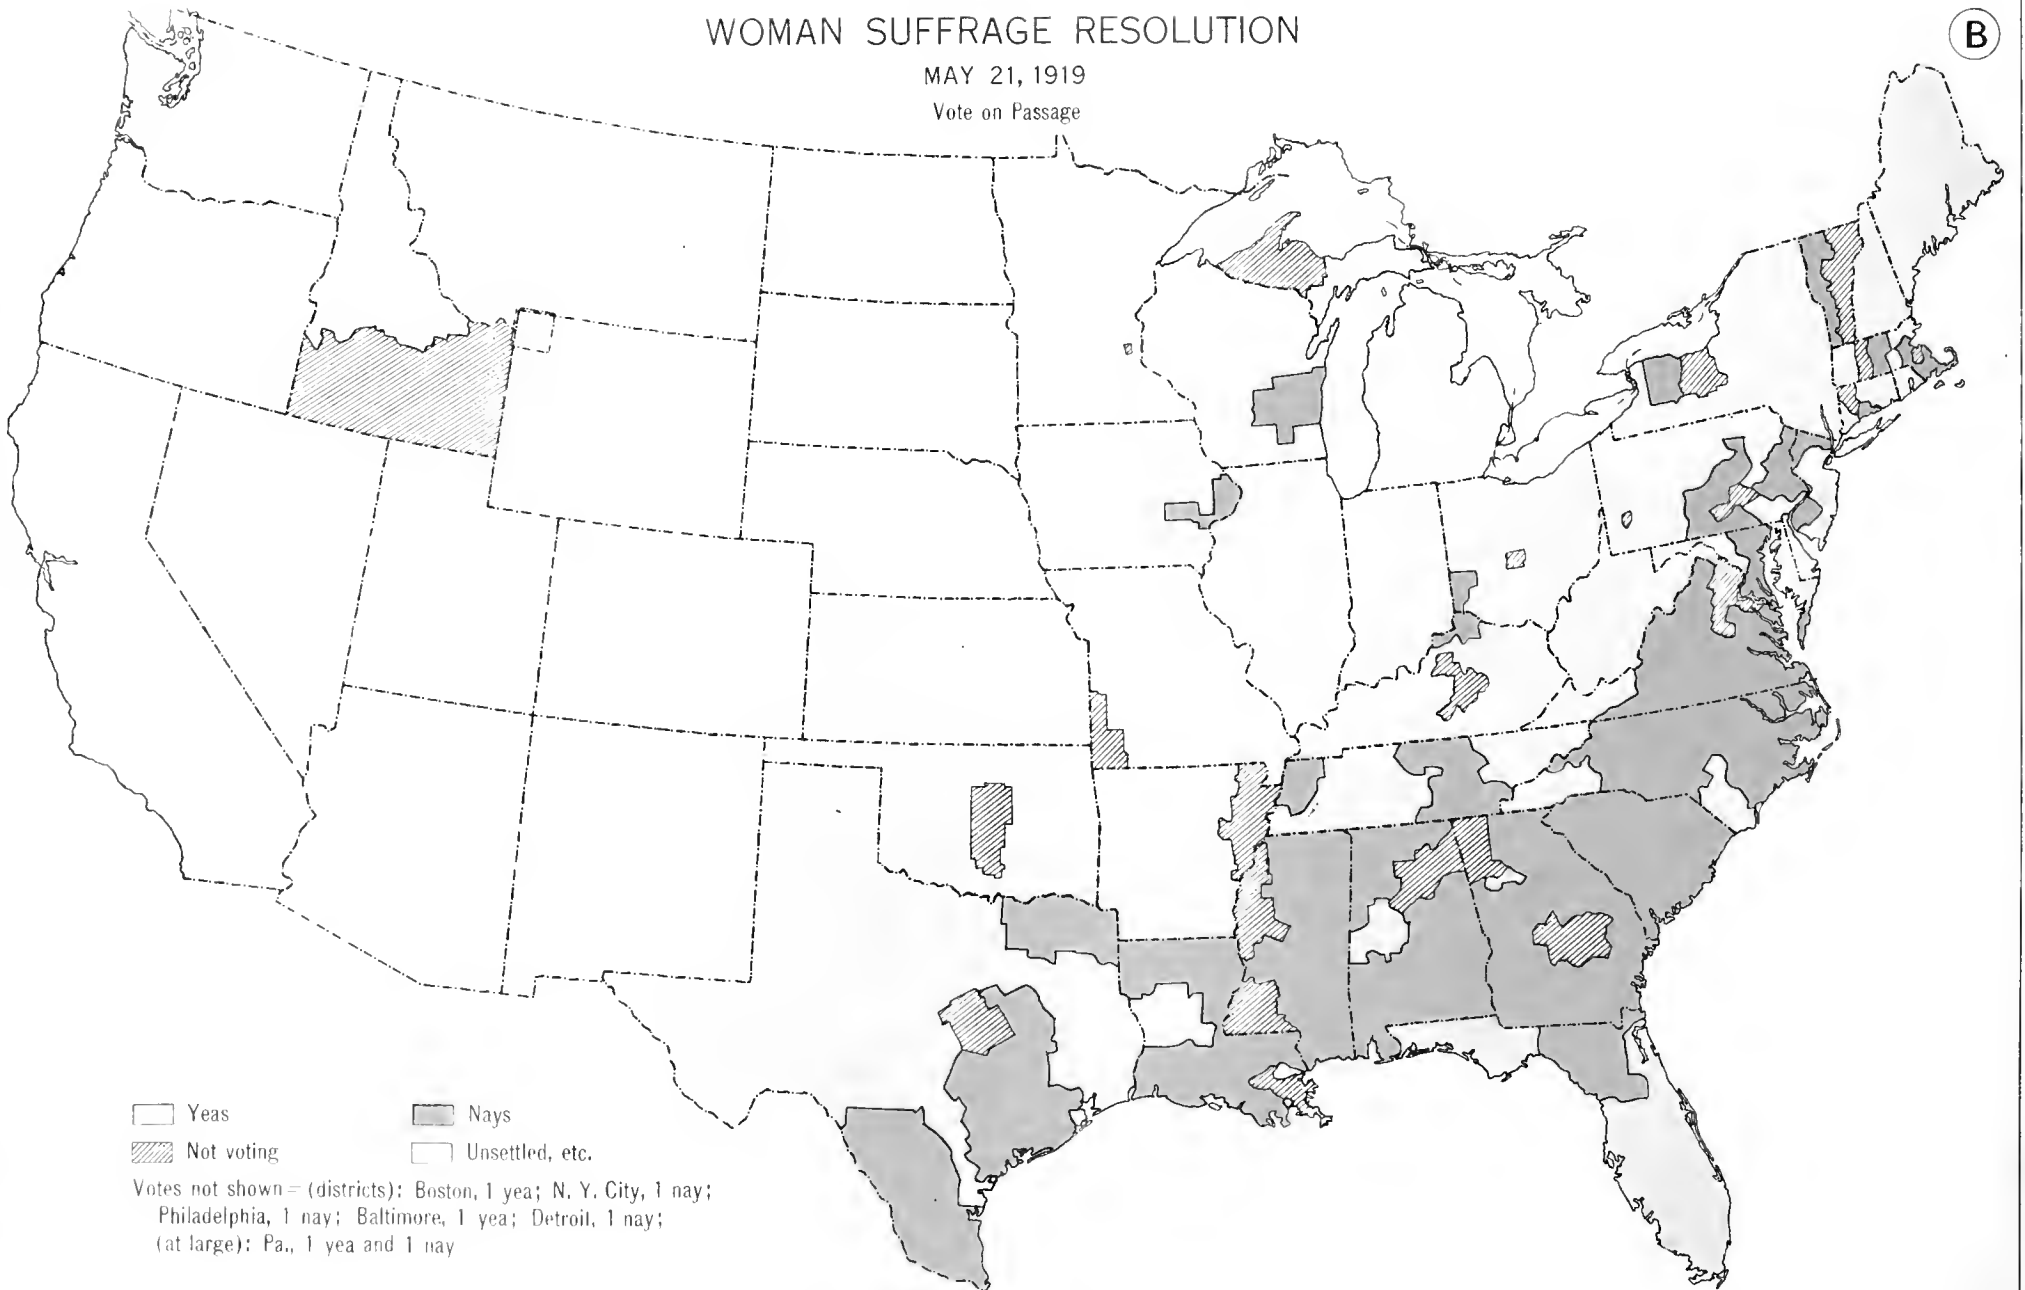 WOMAN SUFFRAGE RESOLUTION
B
MAY 21, 1919
Vote on Passage
Yeas
Nays
Not voting
Unsettled, etc.
Votes not shown = (districts): Boston, 1 yea; N. Y. City, 1 nay;
Philadelphia, 1 nay; Baltimore, 1 yea; Detroil, 1 nay;
(at large): Pa., 1 yea and 1 nay